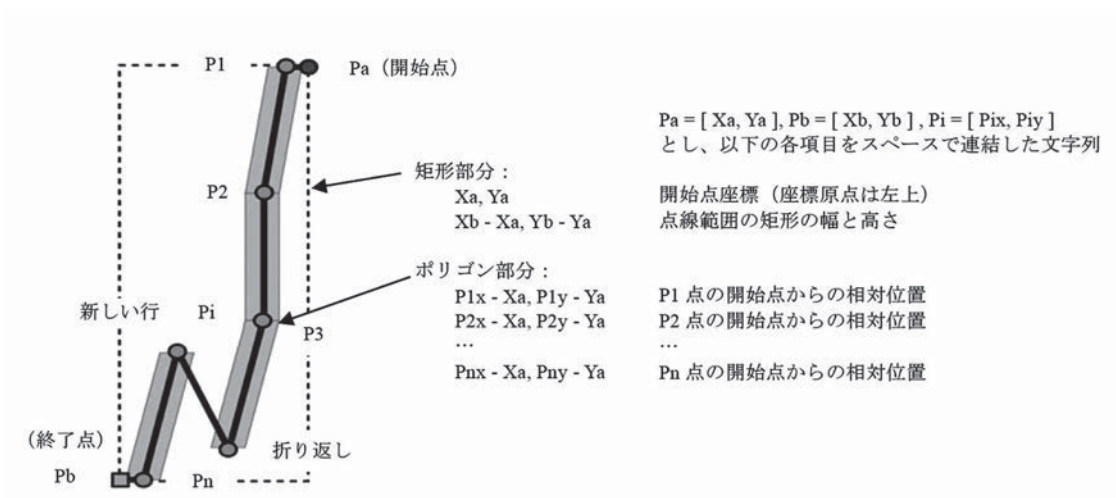 P1
Pa（開始点）
P2
新しい行
Pi
P3
（終了点）
折り返し
Pb
Pn
矩形部分：
Xa, Ya
Xb - Xa, Yb - Ya
ポリゴン部分：
P1x - Xa, P1y - Ya
P2x - Xa, P2y - Ya
…
Pnx - Xa, Pny - Ya
Pa = [ Xa, Ya ], Pb = [ Xb, Yb ] , Pi = [ Pix, Piy ]
とし、以下の各項目をスペースで連結した文字列
開始点座標（座標原点は左上）
点線範囲の矩形の幅と高さ
P1 点の開始点からの相対位置
P2 点の開始点からの相対位置
…
Pn 点の開始点からの相対位置